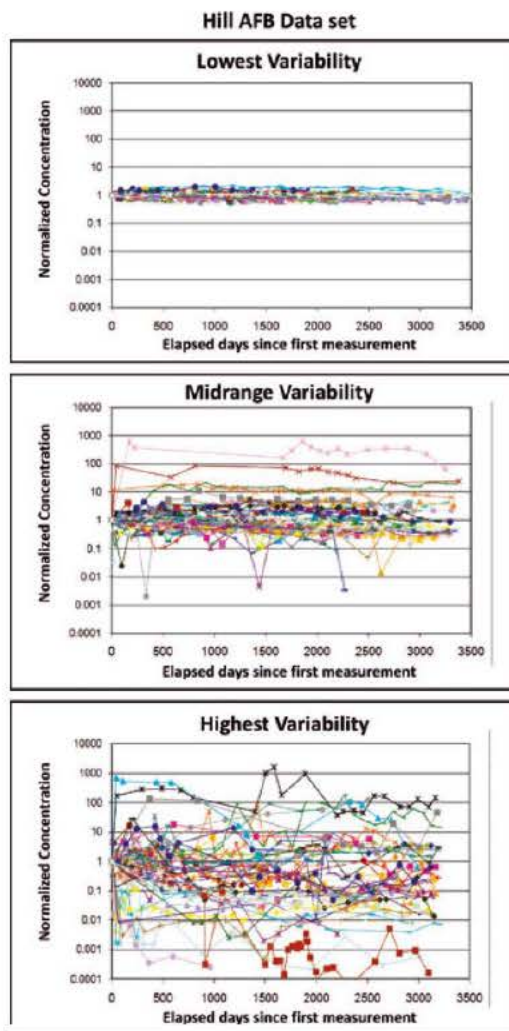 Hill AFB Data set
Lowest Variability
Normalized Concentration
10000
1000
100
10
1
0.1
0.01
0.001
0.0001
0 500 1000 1500 2000 2500 3000 3500
Elapsed days since first measurement
Midrange Variability
Normalized Concentration
10000
1000
100
10
1
0.1
0.01
0.001
0.0001
0 500 1000 1500 2000 2500 3000 3500
Elapsed days since first measurement
Highest Variability
Normalized Concentration
10000
1000
100
10
1
0.1
0.01
0.001
0.0001
0 500 1000 1500 2000 2500 3000 3500
Elapsed days since first measurement